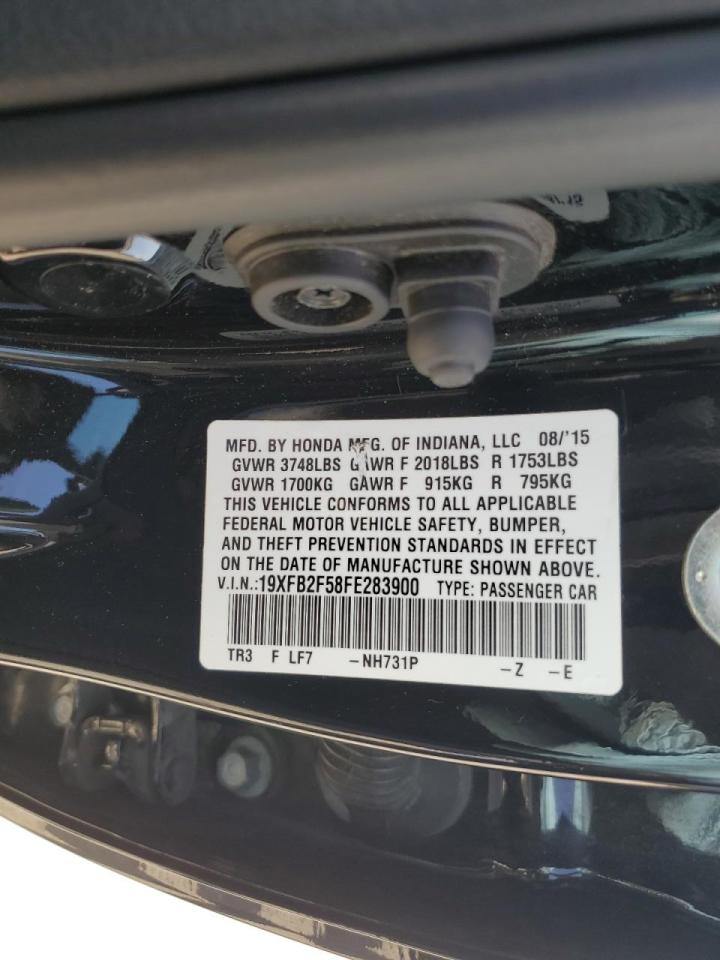 MFD. BY HONDA MFG. OF INDIANA, LLC 08/'15
GVWR 3748LBS GAWR F 2018LBS R 1753LBS
GVWR 1700KG GAWR F 915KG R 795KG
THIS VEHICLE CONFORMS TO ALL APPLICABLE
FEDERAL MOTOR VEHICLE SAFETY, BUMPER,
AND THEFT PREVENTION STANDARDS IN EFFECT
ON THE DATE OF MANUFACTURE SHOWN ABOVE.
V.I.N.:19XFB2F58FE283900 TYPE: PASSENGER CAR
TR3 F LF7 -NH731P -Z -E